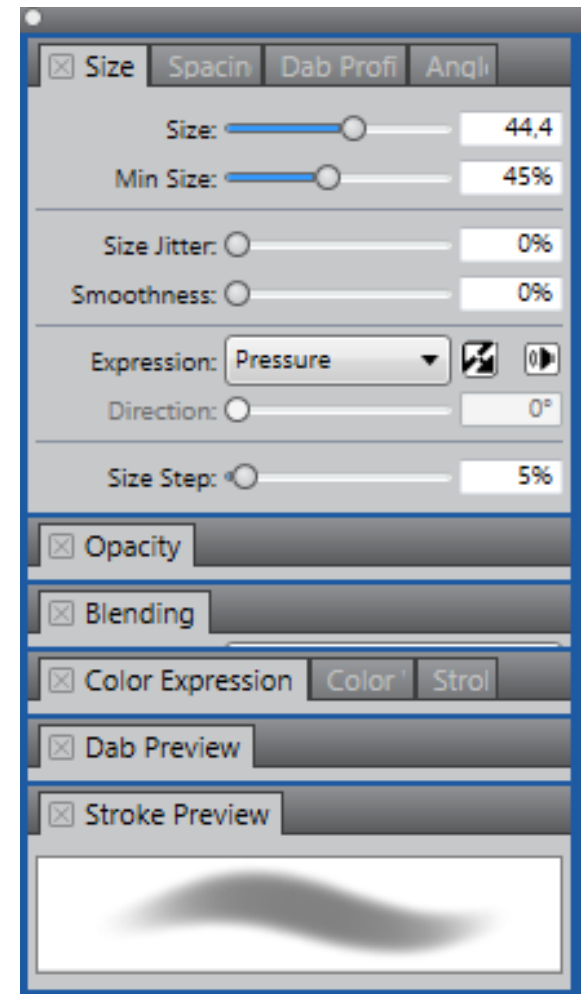 Size Spacin Dab Profi Angl
Size: 44,4
Min Size: 45%
Size Jitter: 0%
Smoothness: 0%
Expression: Pressure
Direction: 0°
Size Step: 5%
Opacity
Blending
Color Expression Color Strol
Dab Preview
Stroke Preview